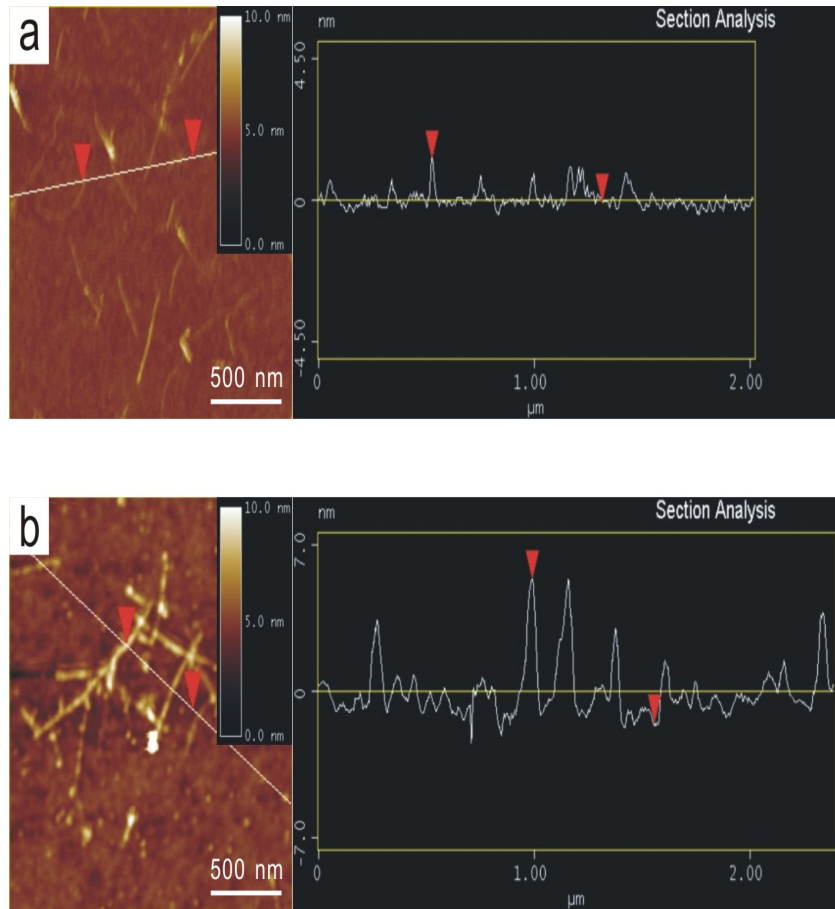 a
10.0 nm
5.0 nm
0.0 nm
500 nm
Section Analysis
nm
4.50
0
-4.50
0
1.00
2.00
µm
b
10.0 nm
5.0 nm
0.0 nm
500 nm
Section Analysis
nm
7.0
0
-7.0
0
1.00
2.00
µm